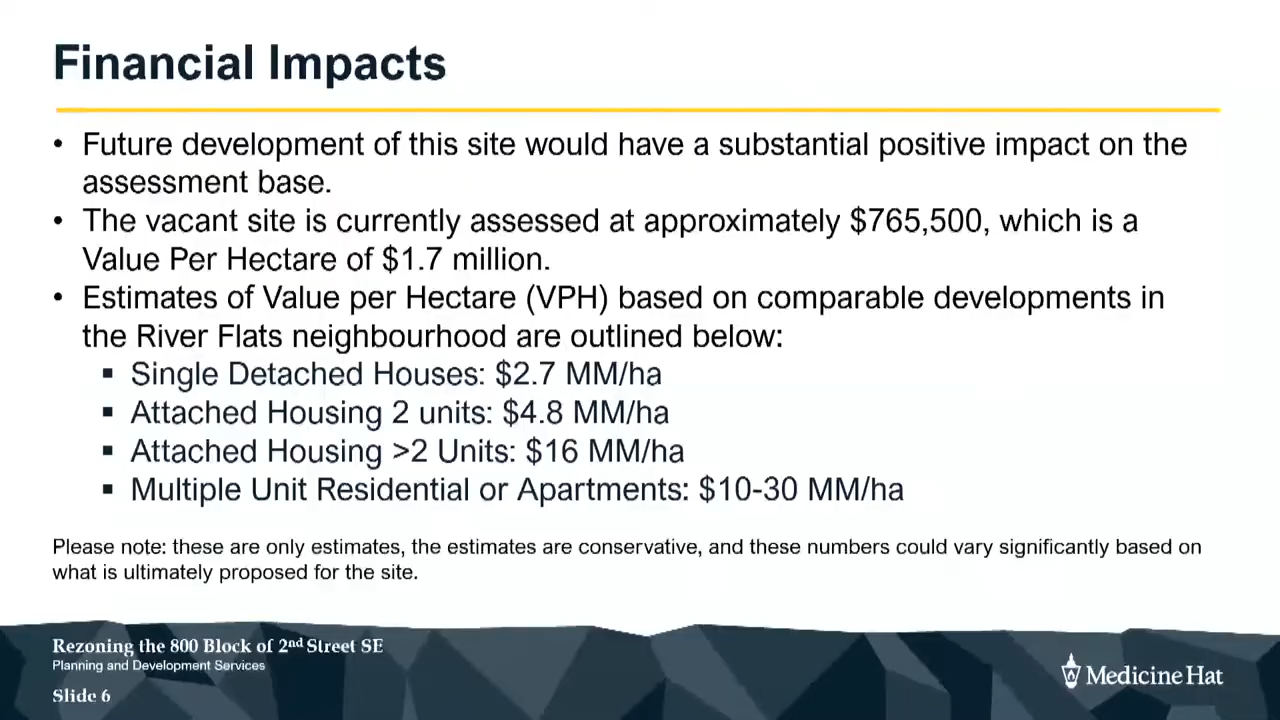 Financial Impacts
• Future development of this site would have a substantial positive impact on the
assessment base.
• The vacant site is currently assessed at approximately $765,500, which is a
Value Per Hectare of $1.7 million.
• Estimates of Value per Hectare (VPH) based on comparable developments in
the River Flats neighbourhood are outlined below:
▪ Single Detached Houses: $2.7 MM/ha
▪ Attached Housing 2 units: $4.8 MM/ha
▪ Attached Housing >2 Units: $16 MM/ha
▪ Multiple Unit Residential or Apartments: $10-30 MM/ha
Please note: these are only estimates, the estimates are conservative, and these numbers could vary significantly based on
what is ultimately proposed for the site.
Rezoning the 800 Block of 2nd Street SE
Planning and Development Services
Slide 6
Medicine Hat